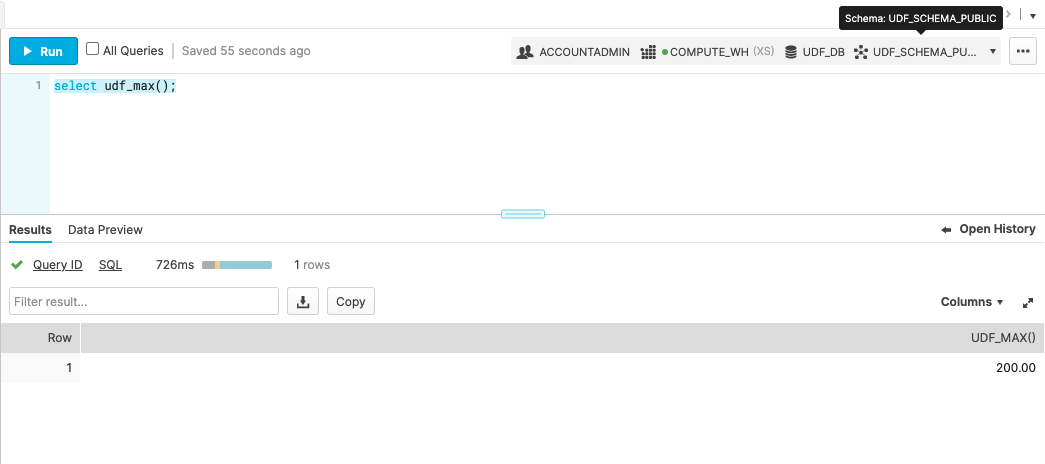 Schema: UDF_SCHEMA_PUBLIC
Run All Queries Saved 55 seconds ago ACCOUNTADMIN COMPUTE_WH (XS) UDF_DB UDF_SCHEMA_PU...
1 select udf_max();
Results Data Preview Open History
Query ID SQL 726ms 1 rows
Filter result... Copy Columns
Row UDF_MAX()
1 200.00